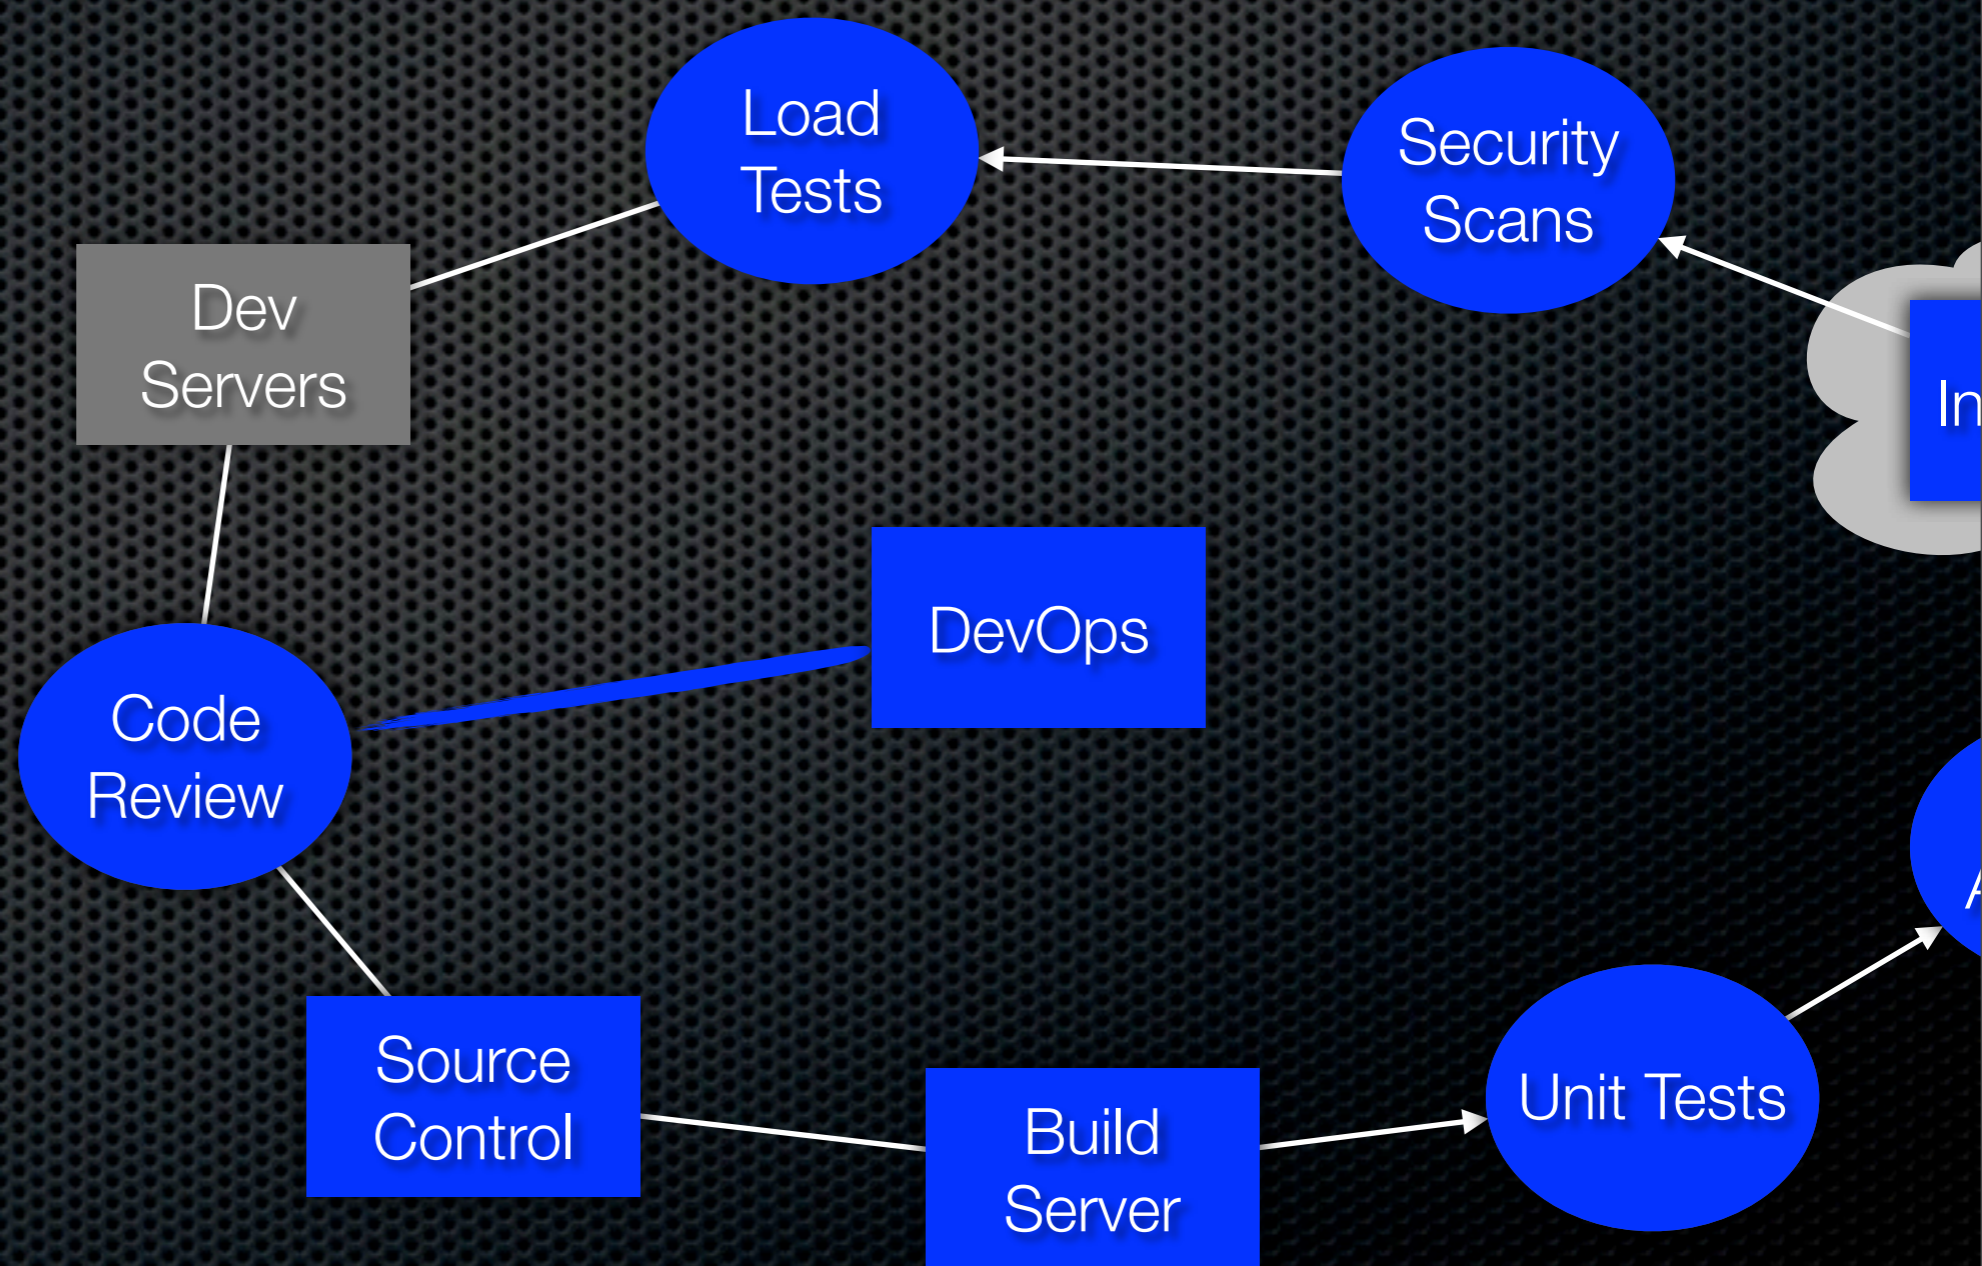 Load
Tests
Security
Scans
Dev
Servers
DevOps
Code
Review
Source
Control
Build
Server
Unit Tests